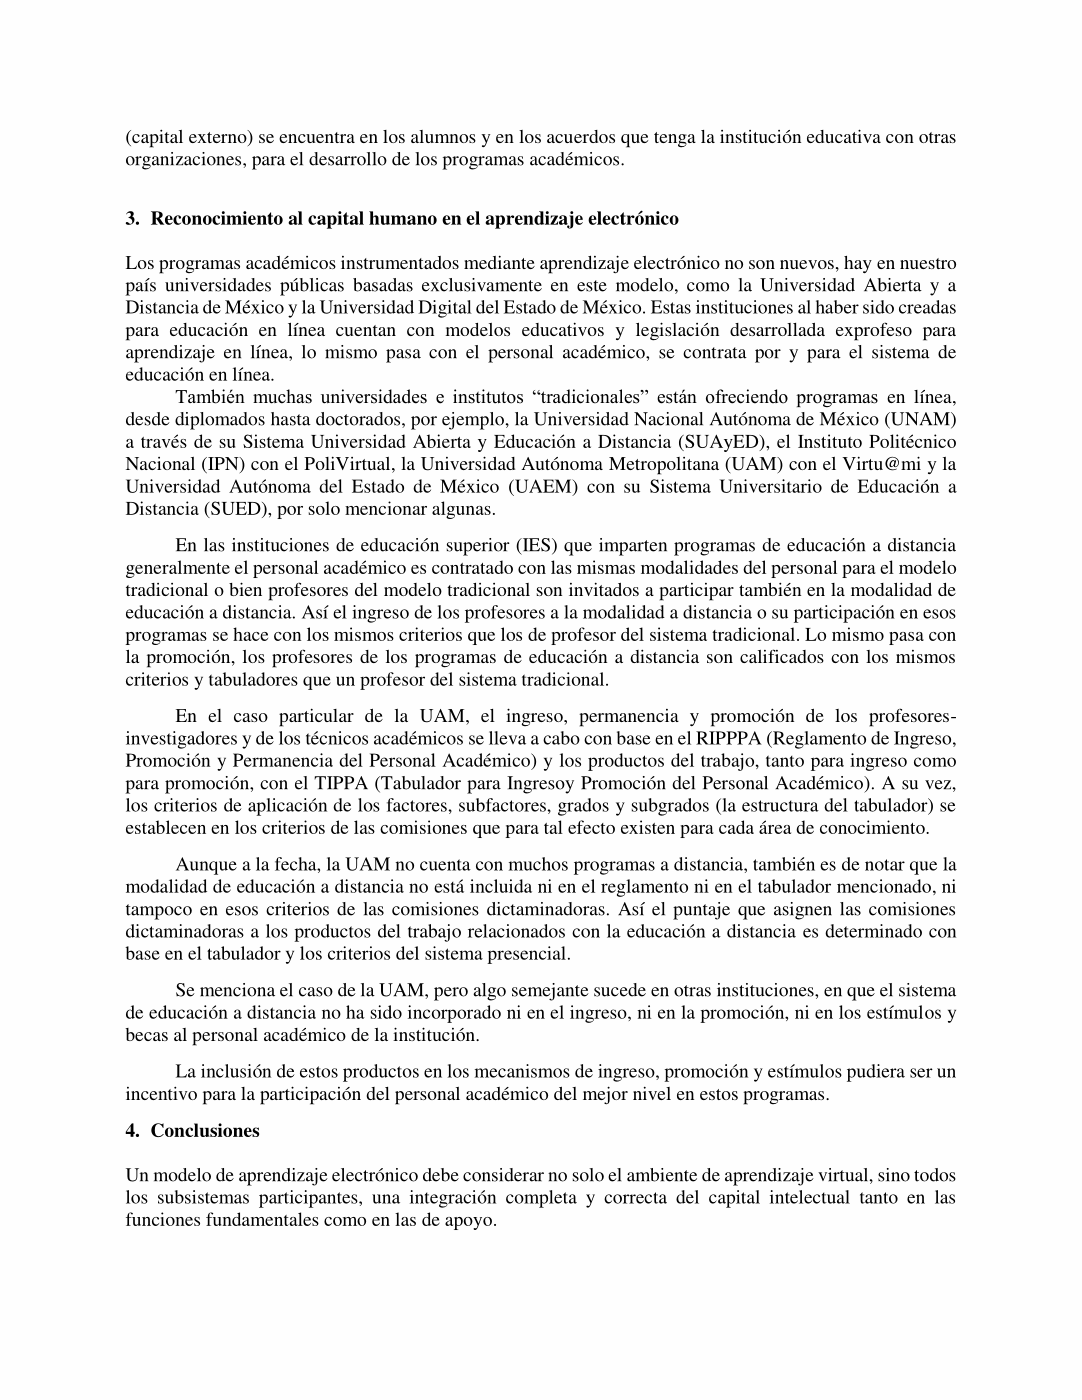 (capital externo) se encuentra en los alumnos y en los acuerdos que tenga la institución educativa con otras
organizaciones, para el desarrollo de los programas académicos.
3. Reconocimiento al capital humano en el aprendizaje electrónico
Los programas académicos instrumentados mediante aprendizaje electrónico no son nuevos, hay en nuestro
país universidades públicas basadas exclusivamente en este modelo, como la Universidad Abierta y a
Distancia de México y la Universidad Digital del Estado de México. Estas instituciones al haber sido creadas
para educación en línea cuentan con modelos educativos y legislación desarrollada exprofeso para
aprendizaje en línea, lo mismo pasa con el personal académico, se contrata por y para el sistema de
educación en línea.
También muchas universidades e institutos “tradicionales” están ofreciendo programas en línea,
desde diplomados hasta doctorados, por ejemplo, la Universidad Nacional Autónoma de México (UNAM)
a través de su Sistema Universidad Abierta y Educación a Distancia (SUAyED), el Instituto Politécnico
Nacional (IPN) con el PoliVirtual, la Universidad Autónoma Metropolitana (UAM) con el Virtu@mi y la
Universidad Autónoma del Estado de México (UAEM) con su Sistema Universitario de Educación a
Distancia (SUED), por solo mencionar algunas.
En las instituciones de educación superior (IES) que imparten programas de educación a distancia
generalmente el personal académico es contratado con las mismas modalidades del personal para el modelo
tradicional o bien profesores del modelo tradicional son invitados a participar también en la modalidad de
educación a distancia. Así el ingreso de los profesores a la modalidad a distancia o su participación en esos
programas se hace con los mismos criterios que los de profesor del sistema tradicional. Lo mismo pasa con
la promoción, los profesores de los programas de educación a distancia son calificados con los mismos
criterios y tabuladores que un profesor del sistema tradicional.
En el caso particular de la UAM, el ingreso, permanencia y promoción de los profesores-
investigadores y de los técnicos académicos se lleva a cabo con base en el RIPPPA (Reglamento de Ingreso,
Promoción y Permanencia del Personal Académico) y los productos del trabajo, tanto para ingreso como
para promoción, con el TIPPA (Tabulador para Ingresoy Promoción del Personal Académico). A su vez,
los criterios de aplicación de los factores, subfactores, grados y subgrados (la estructura del tabulador) se
establecen en los criterios de las comisiones que para tal efecto existen para cada área de conocimiento.
Aunque a la fecha, la UAM no cuenta con muchos programas a distancia, también es de notar que la
modalidad de educación a distancia no está incluida ni en el reglamento ni en el tabulador mencionado, ni
tampoco en esos criterios de las comisiones dictaminadoras. Así el puntaje que asignen las comisiones
dictaminadoras a los productos del trabajo relacionados con la educación a distancia es determinado con
base en el tabulador y los criterios del sistema presencial.
Se menciona el caso de la UAM, pero algo semejante sucede en otras instituciones, en que el sistema
de educación a distancia no ha sido incorporado ni en el ingreso, ni en la promoción, ni en los estímulos y
becas al personal académico de la institución.
La inclusión de estos productos en los mecanismos de ingreso, promoción y estímulos pudiera ser un
incentivo para la participación del personal académico del mejor nivel en estos programas.
4. Conclusiones
Un modelo de aprendizaje electrónico debe considerar no solo el ambiente de aprendizaje virtual, sino todos
los subsistemas participantes, una integración completa y correcta del capital intelectual tanto en las
funciones fundamentales como en las de apoyo.